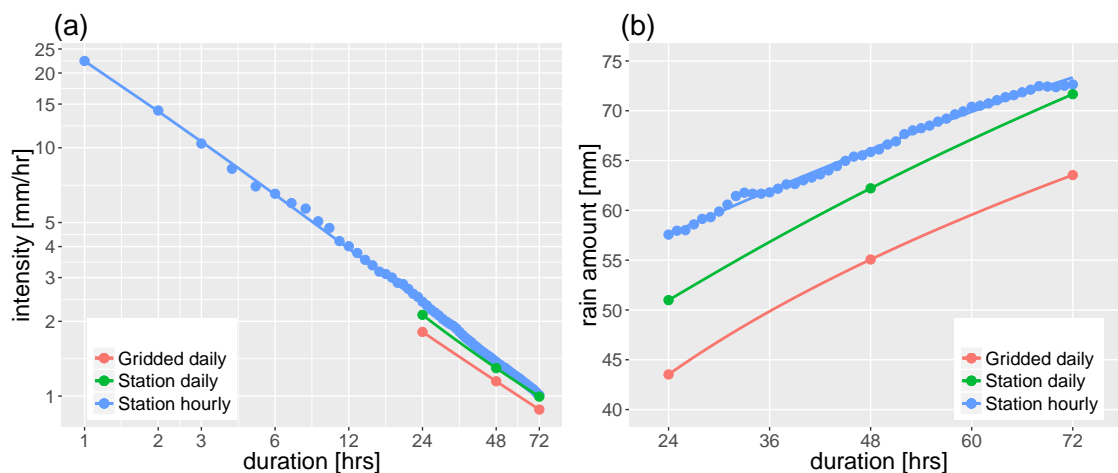 (a)
intensity [mm/hr]
25
20
15
10
5
4
3
2
1
Gridded daily
Station daily
Station hourly
1 2 3 6 12 24 48 72
duration [hrs]
(b)
rain amount [mm]
75
70
65
60
55
50
45
40
Gridded daily
Station daily
Station hourly
24 36 48 60 72
duration [hrs]